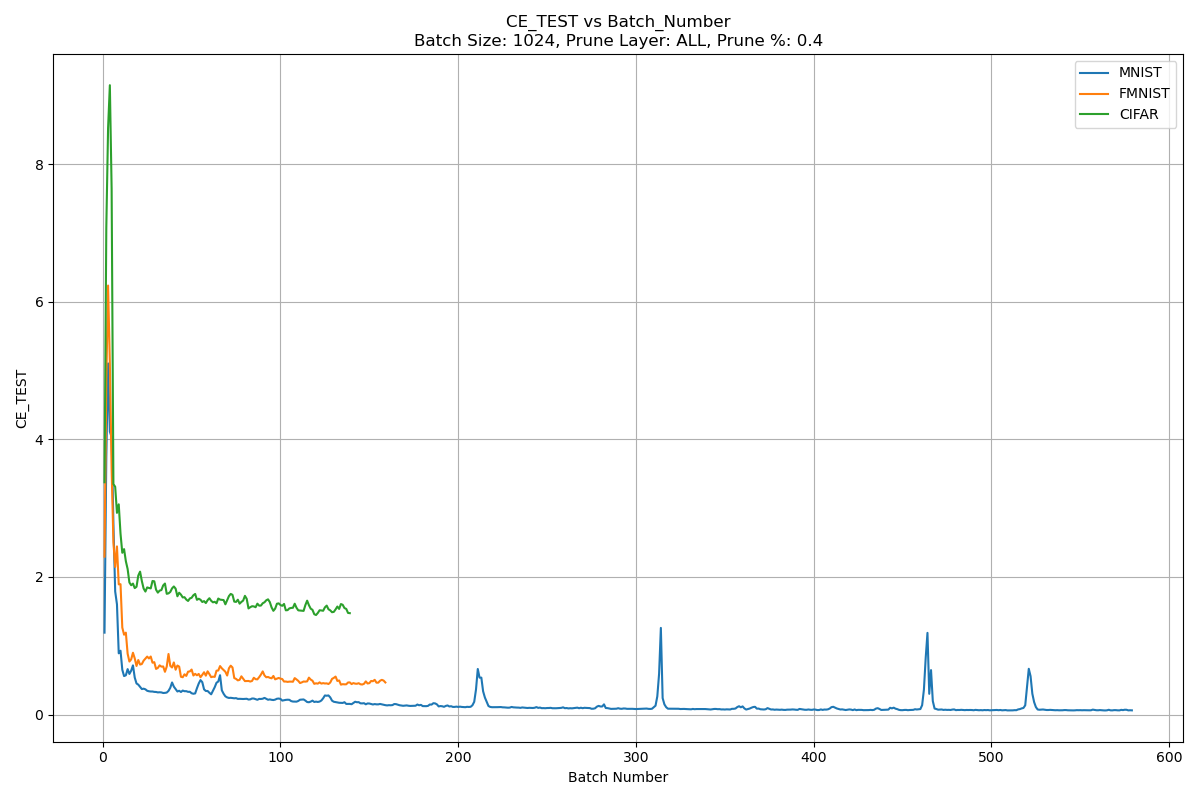 CE_TEST vs Batch_Number
Batch Size: 1024, Prune Layer: ALL, Prune %: 0.4
MNIST
FMNIST
CIFAR
8
6
4
2
0
CE_TEST
0 100 200 300 400 500 600
Batch Number